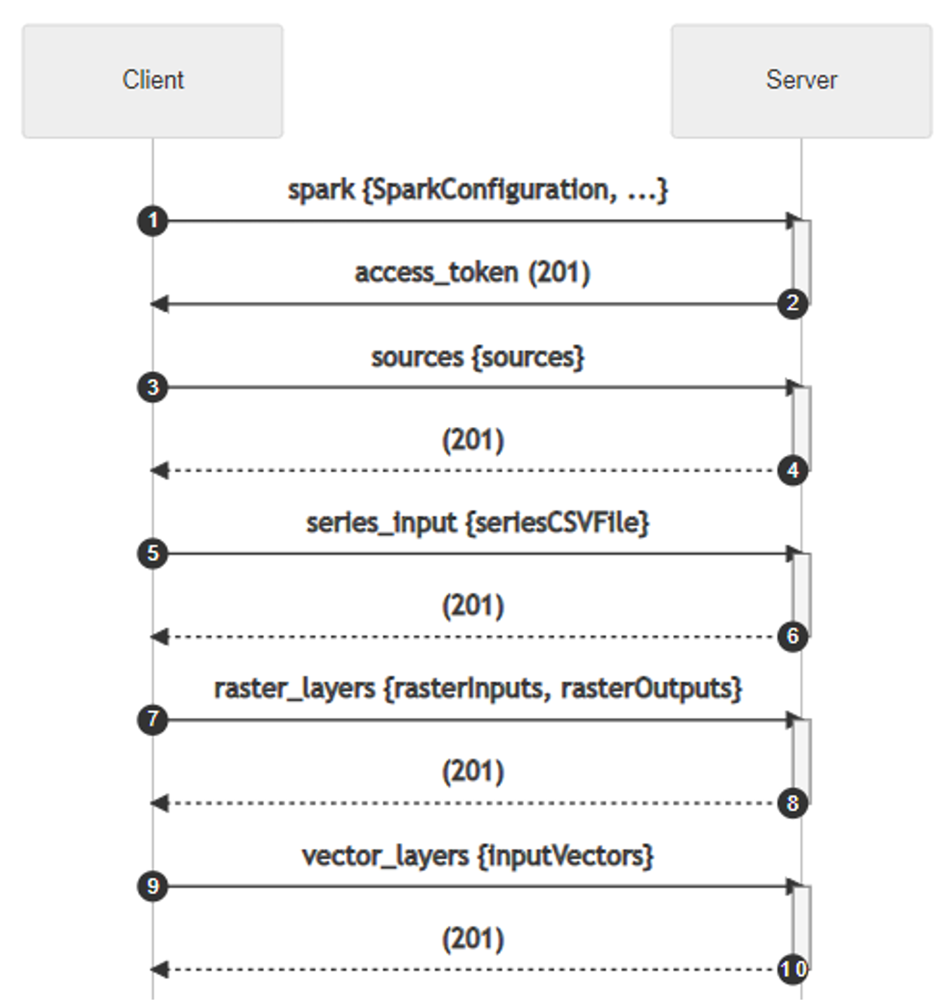 Client
Server
spark {SparkConfiguration, ...}
1
access_token (201)
2
sources {sources}
3
(201)
4
series_input {seriesCSVFile}
5
(201)
6
raster_layers {rasterInputs, rasterOutputs}
7
(201)
8
vector_layers {inputVectors}
9
(201)
10